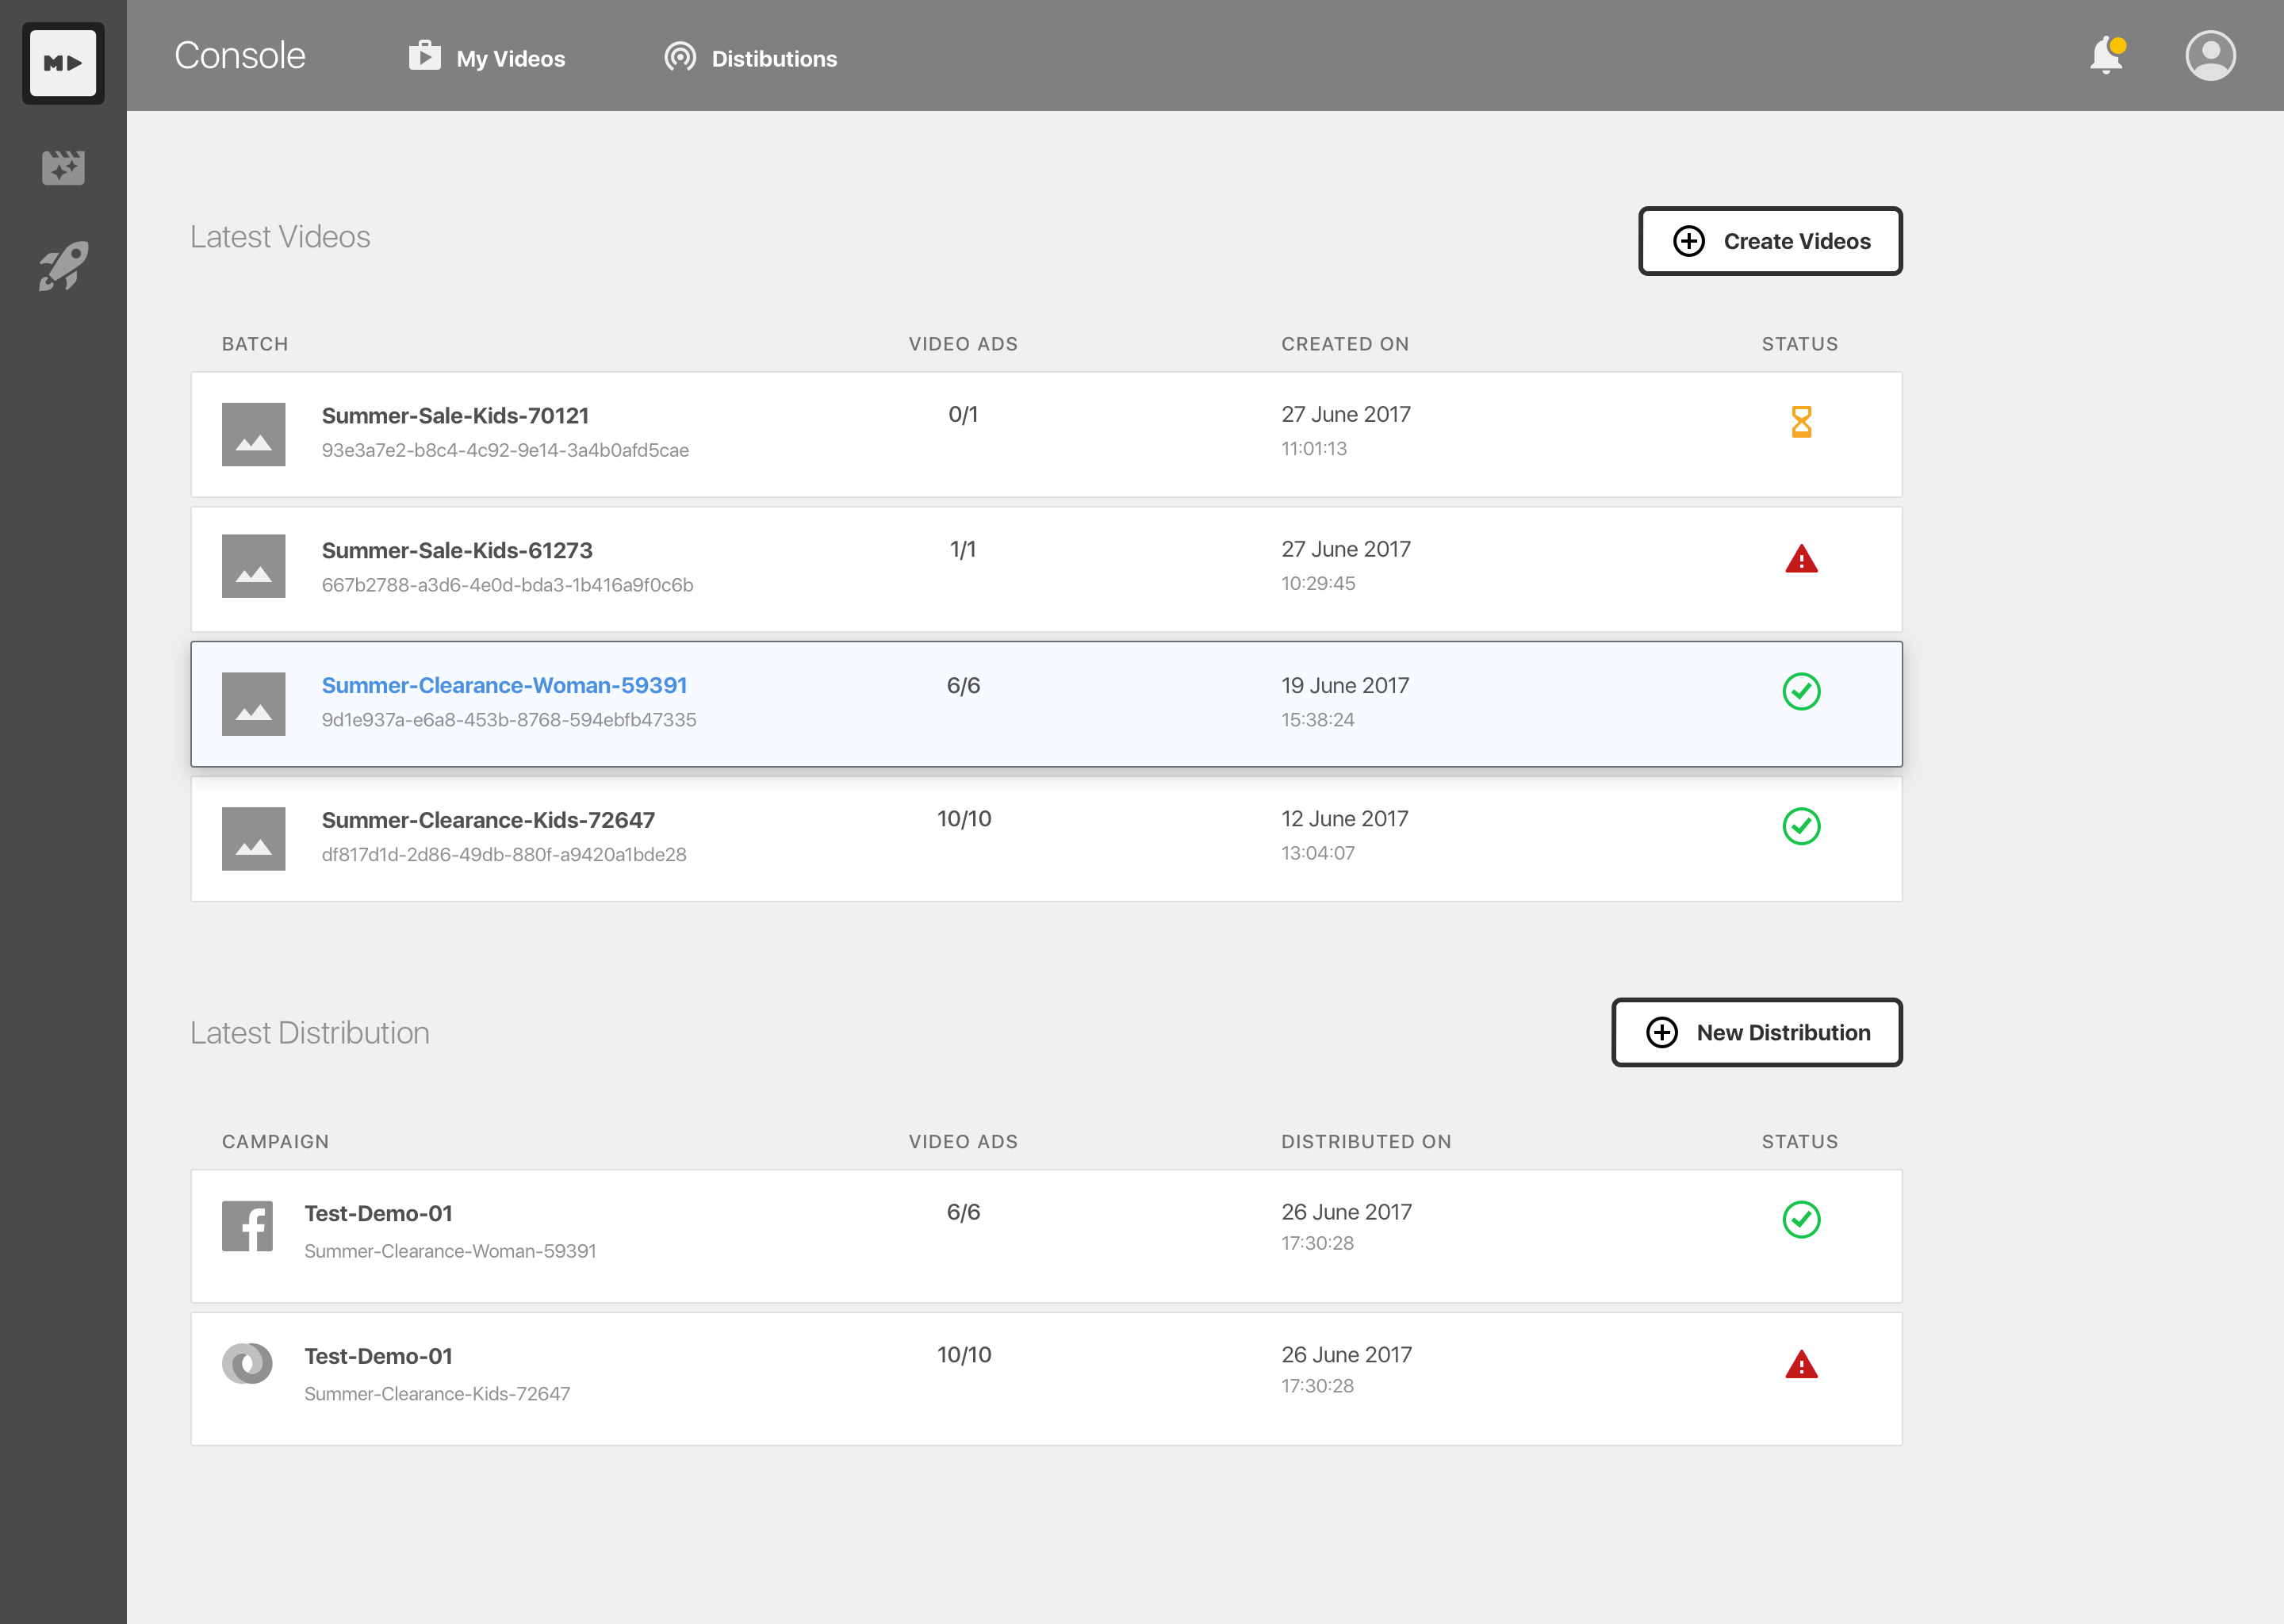 M
Console
My Videos
Distibutions
Latest Videos
Create Videos
BATCH
VIDEO ADS
CREATED ON
STATUS
Summer-Sale-Kids-70121
0/1
27 June 2017
93e3a7e2-b8c4-4c92-9e14-3a4b0afd5cae
11:01:13
Summer-Sale-Kids-61273
1/1
27 June 2017
667b2788-a3d6-4e0d-bda3-1b416a9f0c6b
10:29:45
Summer-Clearance-Woman-59391
6/6
19 June 2017
9d1e937a-e6a8-453b-8768-594ebfb47335
15:38:24
Summer-Clearance-Kids-72647
10/10
12 June 2017
df817d1d-2d86-49db-880f-a9420a1bde28
13:04:07
Latest Distribution
New Distribution
CAMPAIGN
VIDEO ADS
DISTRIBUTED ON
STATUS
Test-Demo-01
6/6
26 June 2017
Summer-Clearance-Woman-59391
17:30:28
Test-Demo-01
10/10
26 June 2017
Summer-Clearance-Kids-72647
17:30:28